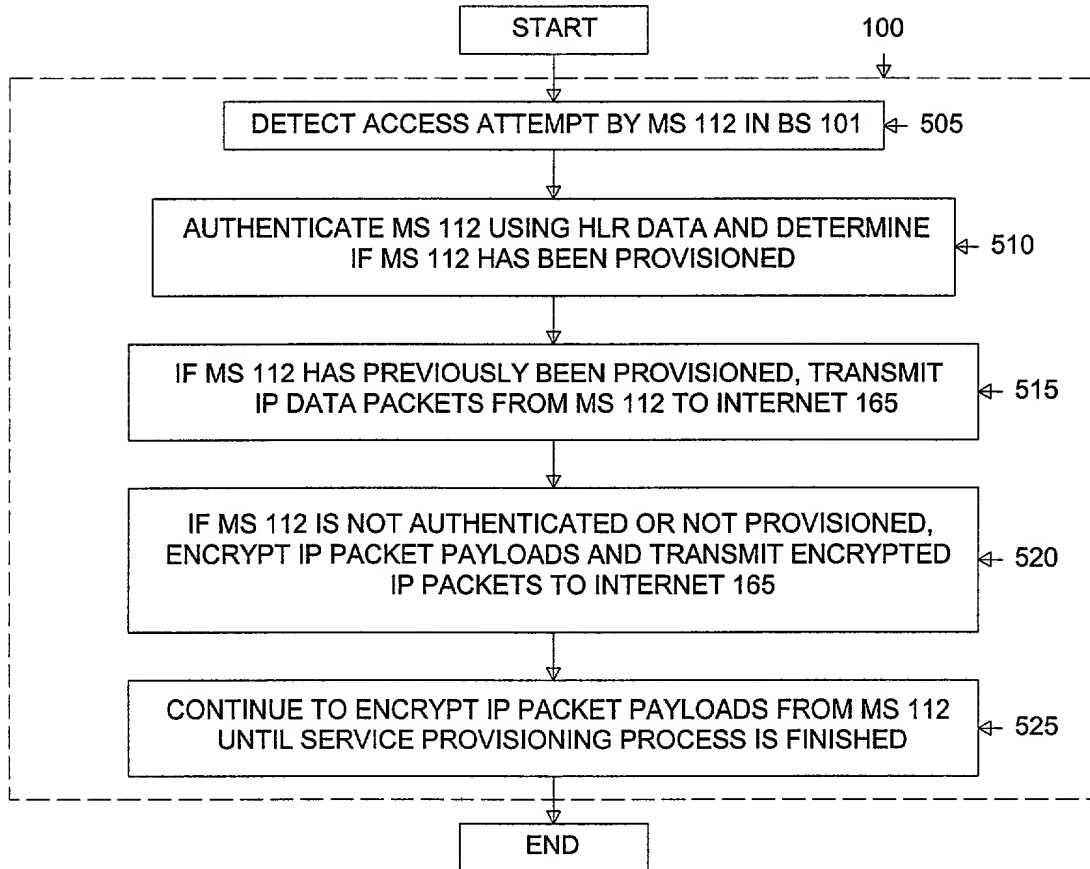 START
100
DETECT ACCESS ATTEMPT BY MS 112 IN BS 101
505
AUTHENTICATE MS 112 USING HLR DATA AND DETERMINE
IF MS 112 HAS BEEN PROVISIONED
510
IF MS 112 HAS PREVIOUSLY BEEN PROVISIONED, TRANSMIT
IP DATA PACKETS FROM MS 112 TO INTERNET 165
515
IF MS 112 IS NOT AUTHENTICATED OR NOT PROVISIONED,
ENCRYPT IP PACKET PAYLOADS AND TRANSMIT ENCRYPTED
IP PACKETS TO INTERNET 165
520
CONTINUE TO ENCRYPT IP PACKET PAYLOADS FROM MS 112
UNTIL SERVICE PROVISIONING PROCESS IS FINISHED
525
END